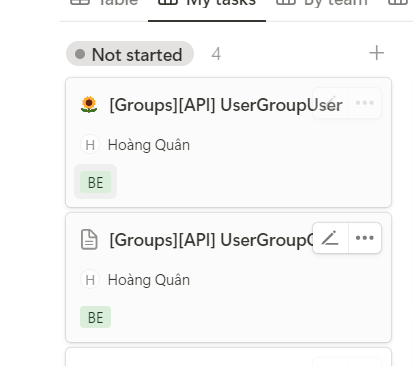 Table My tasks By team
Not started 4
[Groups][API] UserGroupUser
H Hoàng Quân
BE
[Groups][API] UserGroup
H Hoàng Quân
BE